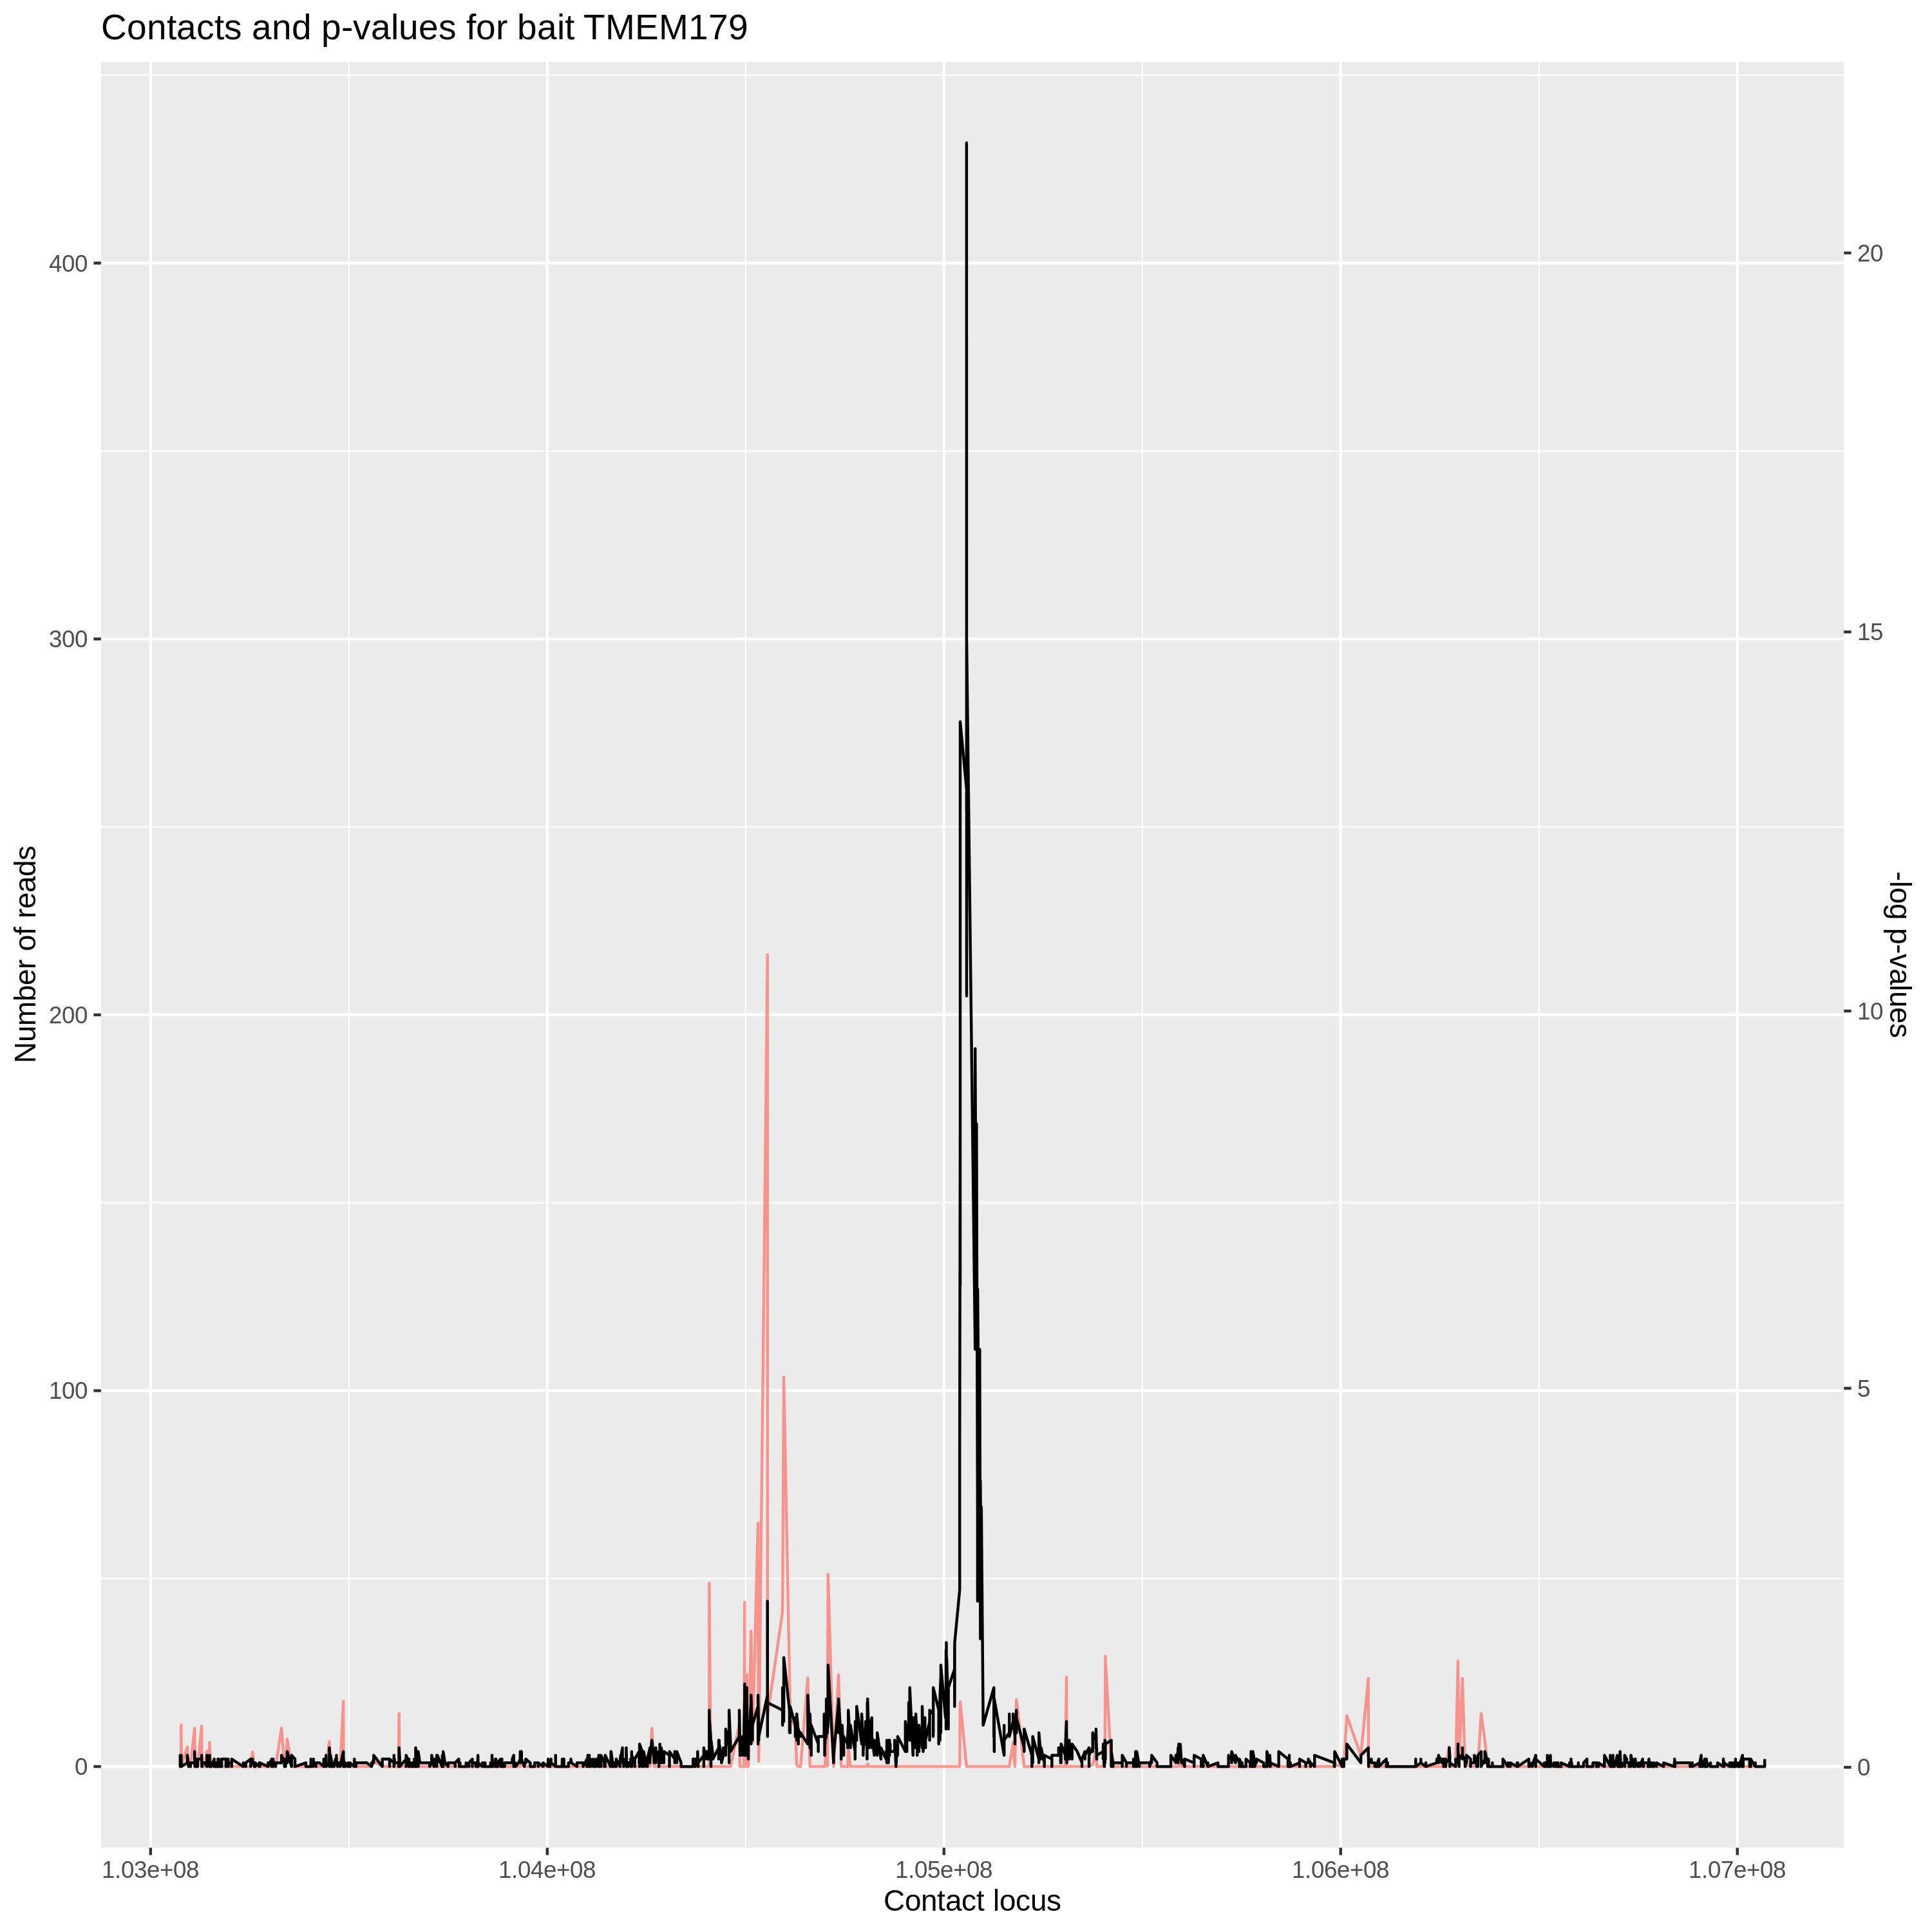 Contacts and p-values for bait TMEM179
400
300
200
100
0
20
15
10
5
0
Number of reads
-log p-values
1.03e+08
1.04e+08
1.05e+08
1.06e+08
1.07e+08
Contact locus